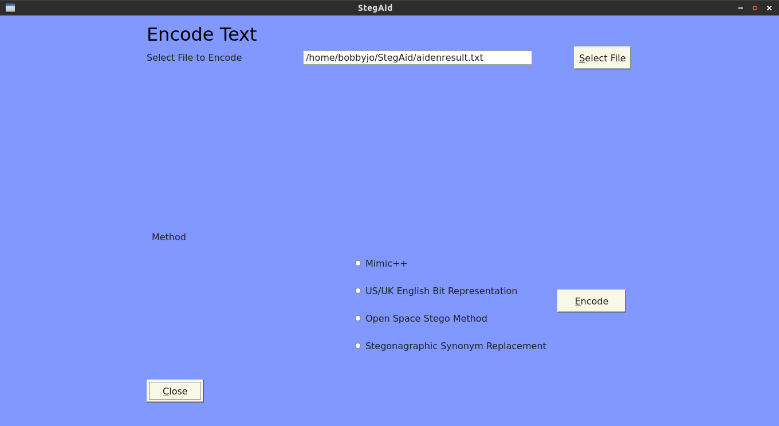 StegAid
Encode Text
Select File to Encode
/home/bobbyjo/StegAid/aidenresult.txt
Select File
Method
Mimic++
US/UK English Bit Representation
Encode
Open Space Stego Method
Stegonagraphic Synonym Replacement
Close